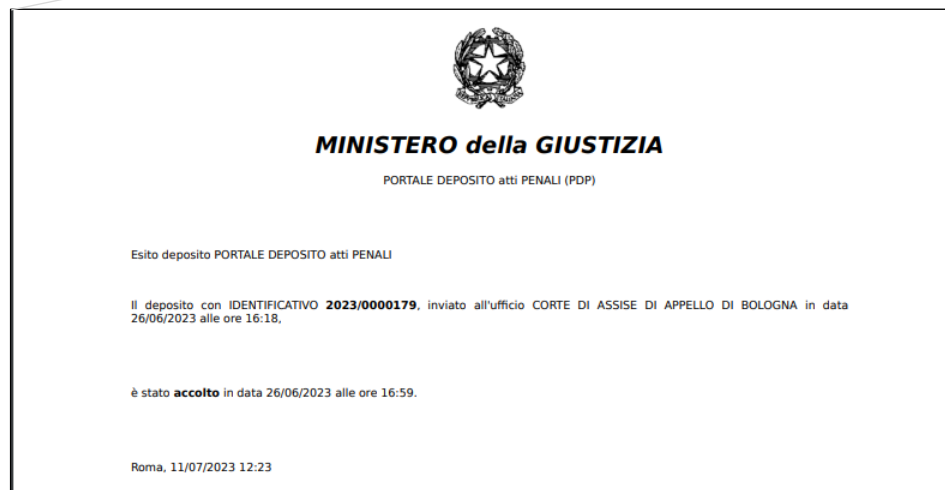 MINISTERO della GIUSTIZIA
PORTALE DEPOSITO atti PENALI (PDP)
Esito deposito PORTALE DEPOSITO atti PENALI
Il deposito con IDENTIFICATIVO 2023/0000179, inviato all'ufficio CORTE DI ASSISE DI APPELLO DI BOLOGNA in data
26/06/2023 alle ore 16:18,
è stato accolto in data 26/06/2023 alle ore 16:59.
Roma, 11/07/2023 12:23